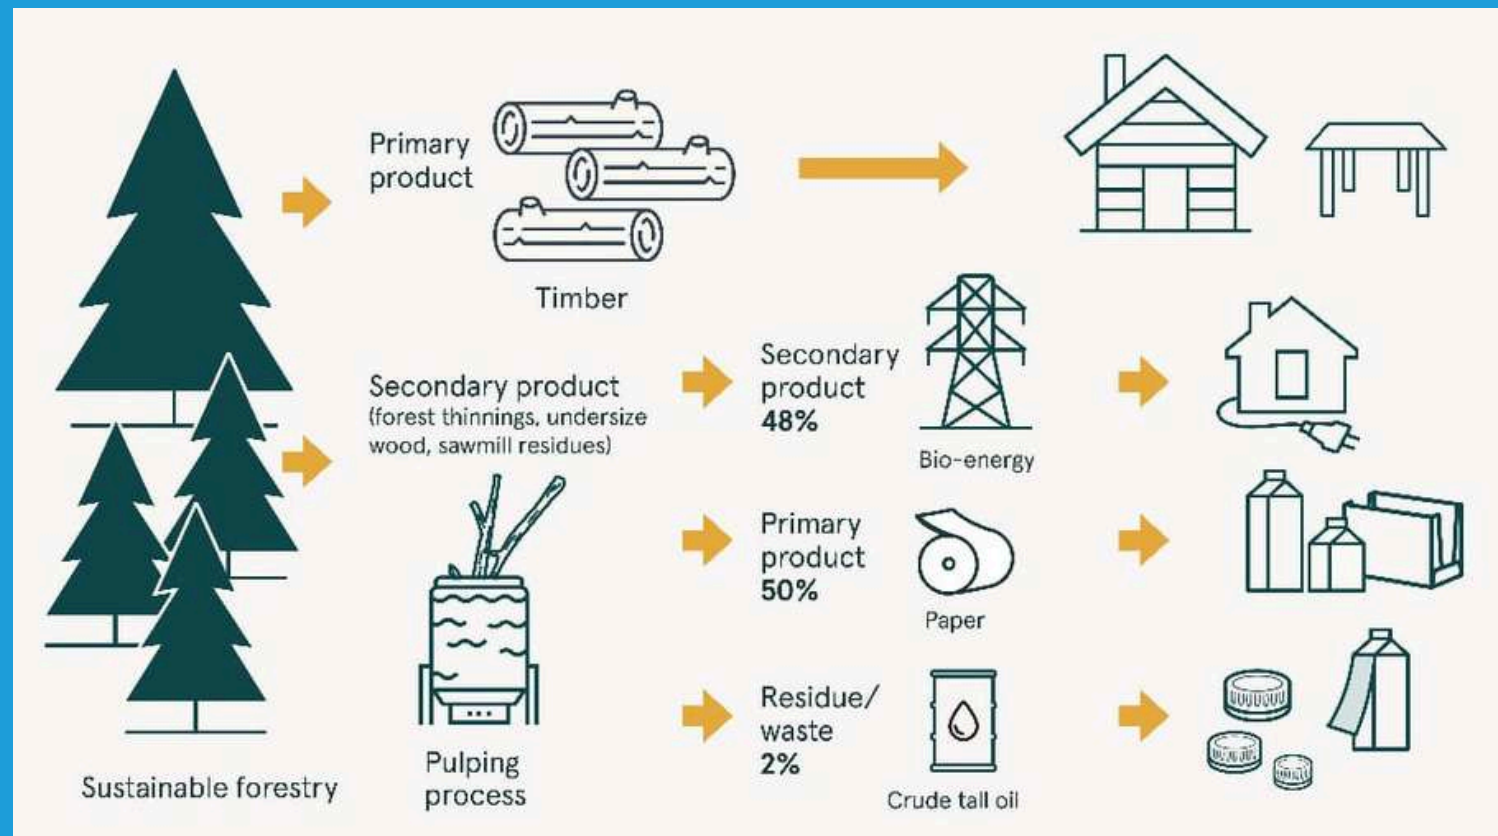 Primary
product
Timber
Secondary product
(forest thinnings, undersize
wood, sawmill residues)
Secondary
product
48%
Bio-energy
Primary
product
50%
Paper
Residue/
waste
2%
Crude tall oil
Pulping
process
Sustainable forestry